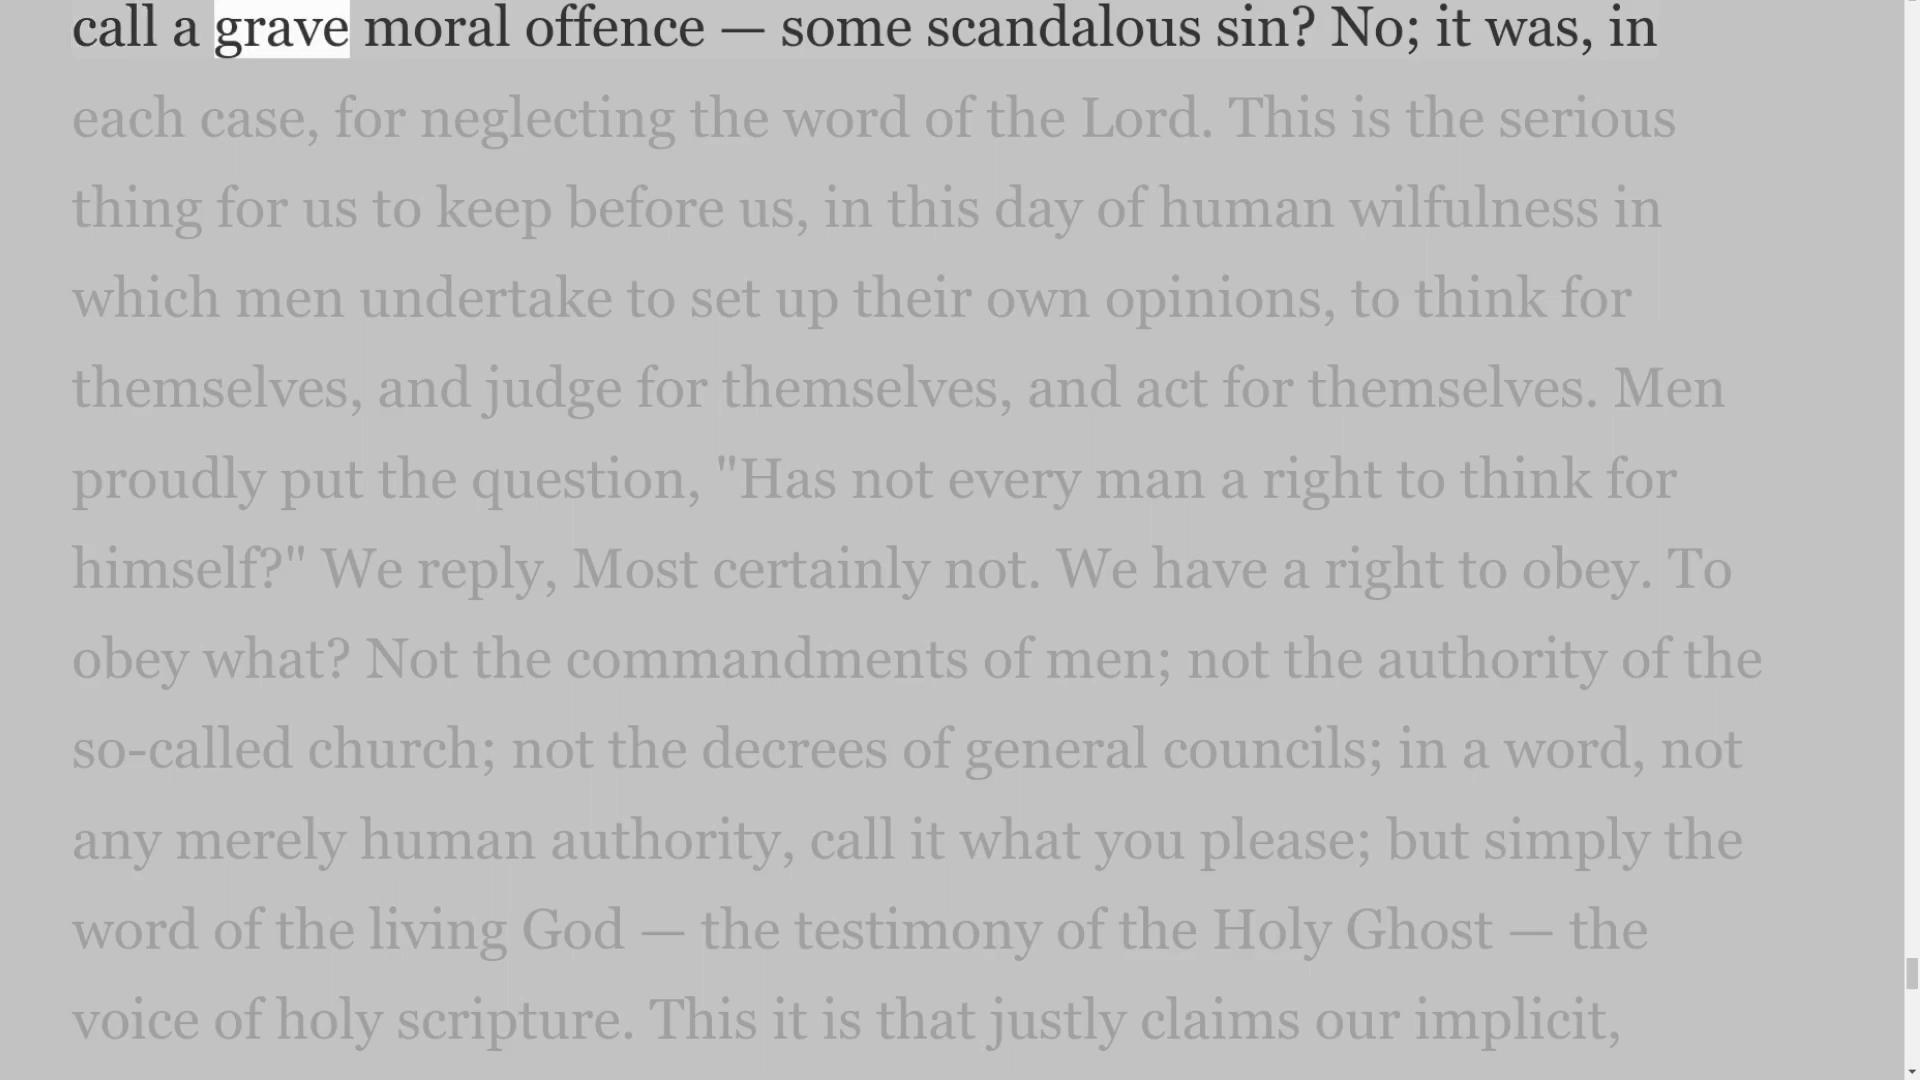 call a grave moral offence — some scandalous sin? No; it was, in
each case, for neglecting the word of the Lord. This is the serious
thing for us to keep before us, in this day of human wilfulness in
which men undertake to set up their own opinions, to think for
themselves, and judge for themselves, and act for themselves. Men
proudly put the question, "Has not every man a right to think for
himself?" We reply, Most certainly not. We have a right to obey. To
obey what? Not the commandments of men; not the authority of the
so-called church; not the decrees of general councils; in a word, not
any merely human authority, call it what you please; but simply the
word of the living God — the testimony of the Holy Ghost — the
voice of holy scripture. This it is that justly claims our implicit,